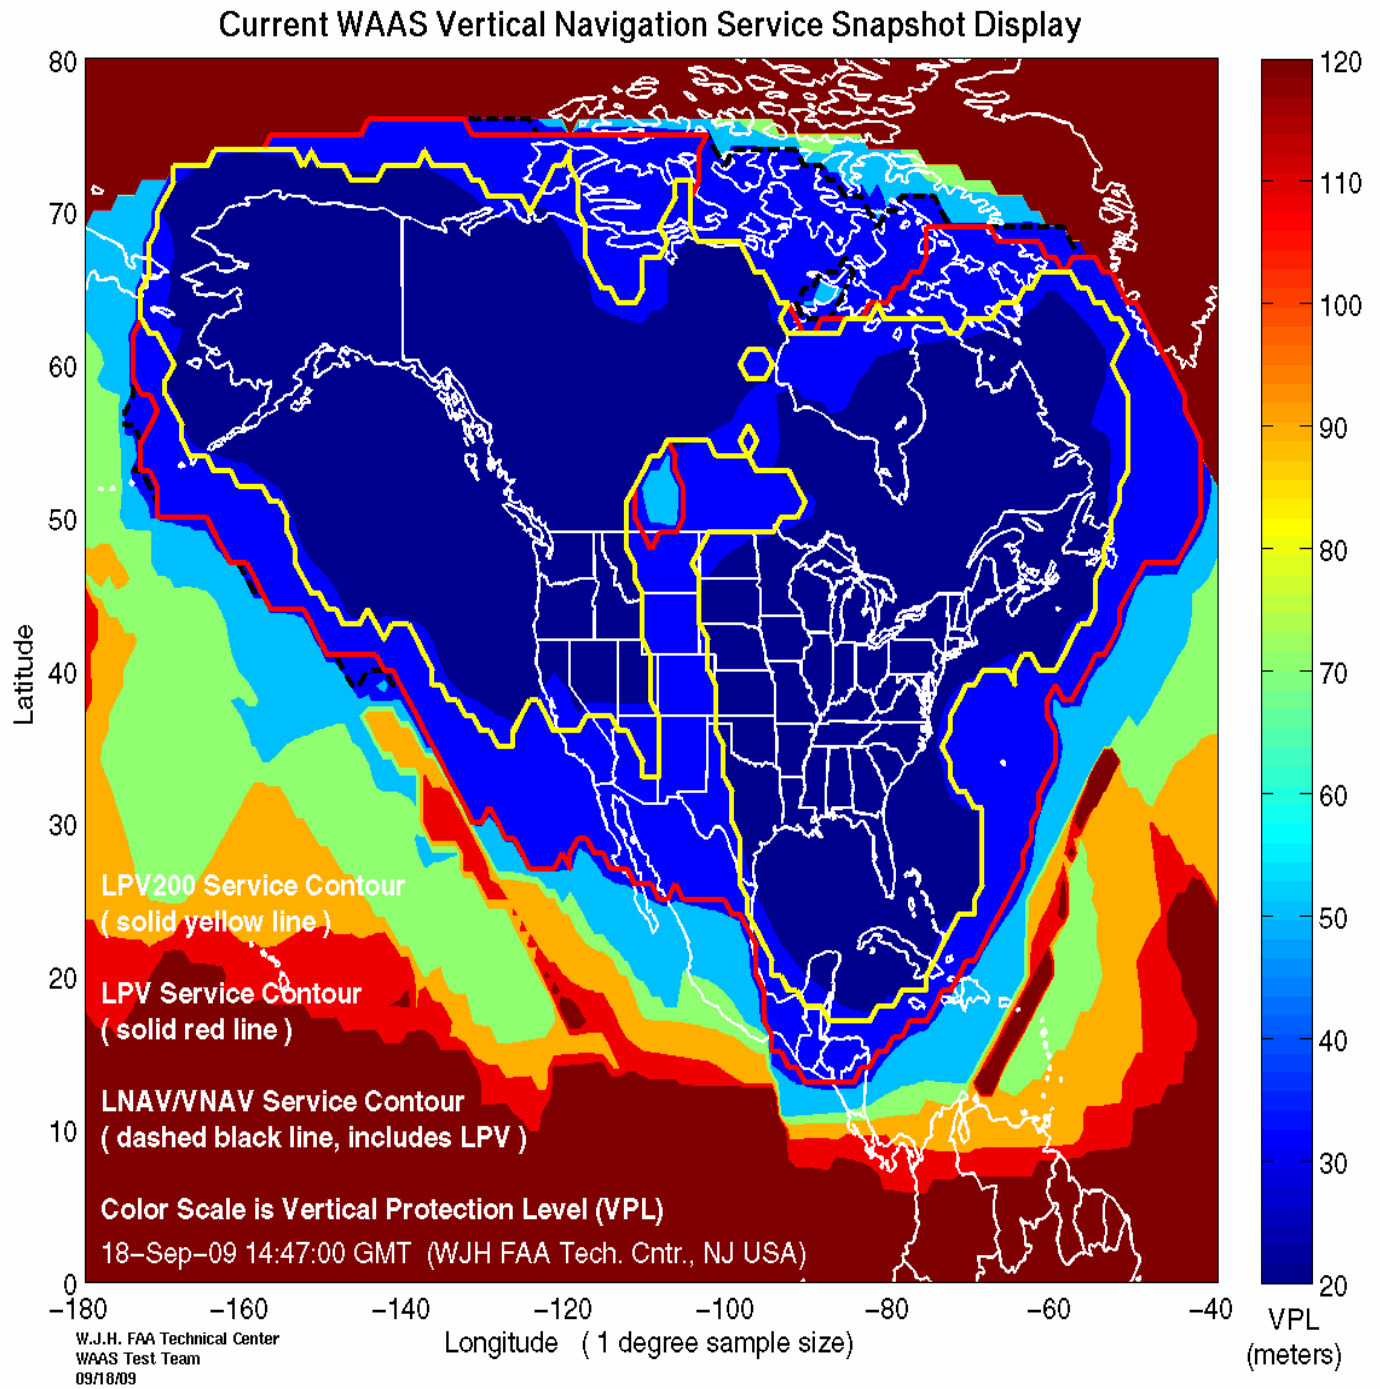 Current WAAS Vertical Navigation Service Snapshot Display
80
70
60
50
40
30
20
10
0
Latitude
LPV200 Service Contour
( solid yellow line )
LPV Service Contour
( solid red line )
LNAV/VNAV Service Contour
( dashed black line, includes LPV )
Color Scale is Vertical Protection Level (VPL)
18-Sep-09 14:47:00 GMT (WJH FAA Tech. Cntr., NJ USA)
-180 -160 -140 -120 -100 -80 -60 -40
Longitude ( 1 degree sample size)
W.J.H. FAA Technical Center
WAAS Test Team
09/18/09
120
110
100
90
80
70
60
50
40
30
20
VPL
(meters)